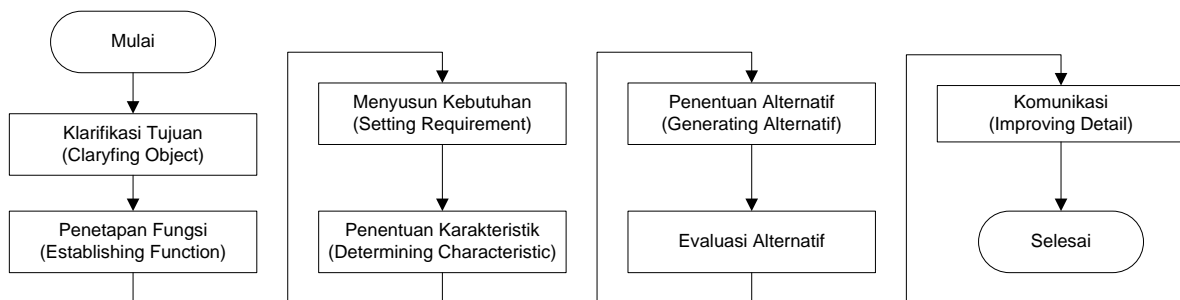 Mulai
Klarifikasi Tujuan
(Claryfing Object)
Penetapan Fungsi
(Establishing Function)
Menyusun Kebutuhan
(Setting Requirement)
Penentuan Karakteristik
(Determining Characteristic)
Penentuan Alternatif
(Generating Alternatif)
Evaluasi Alternatif
Komunikasi
(Improving Detail)
Selesai